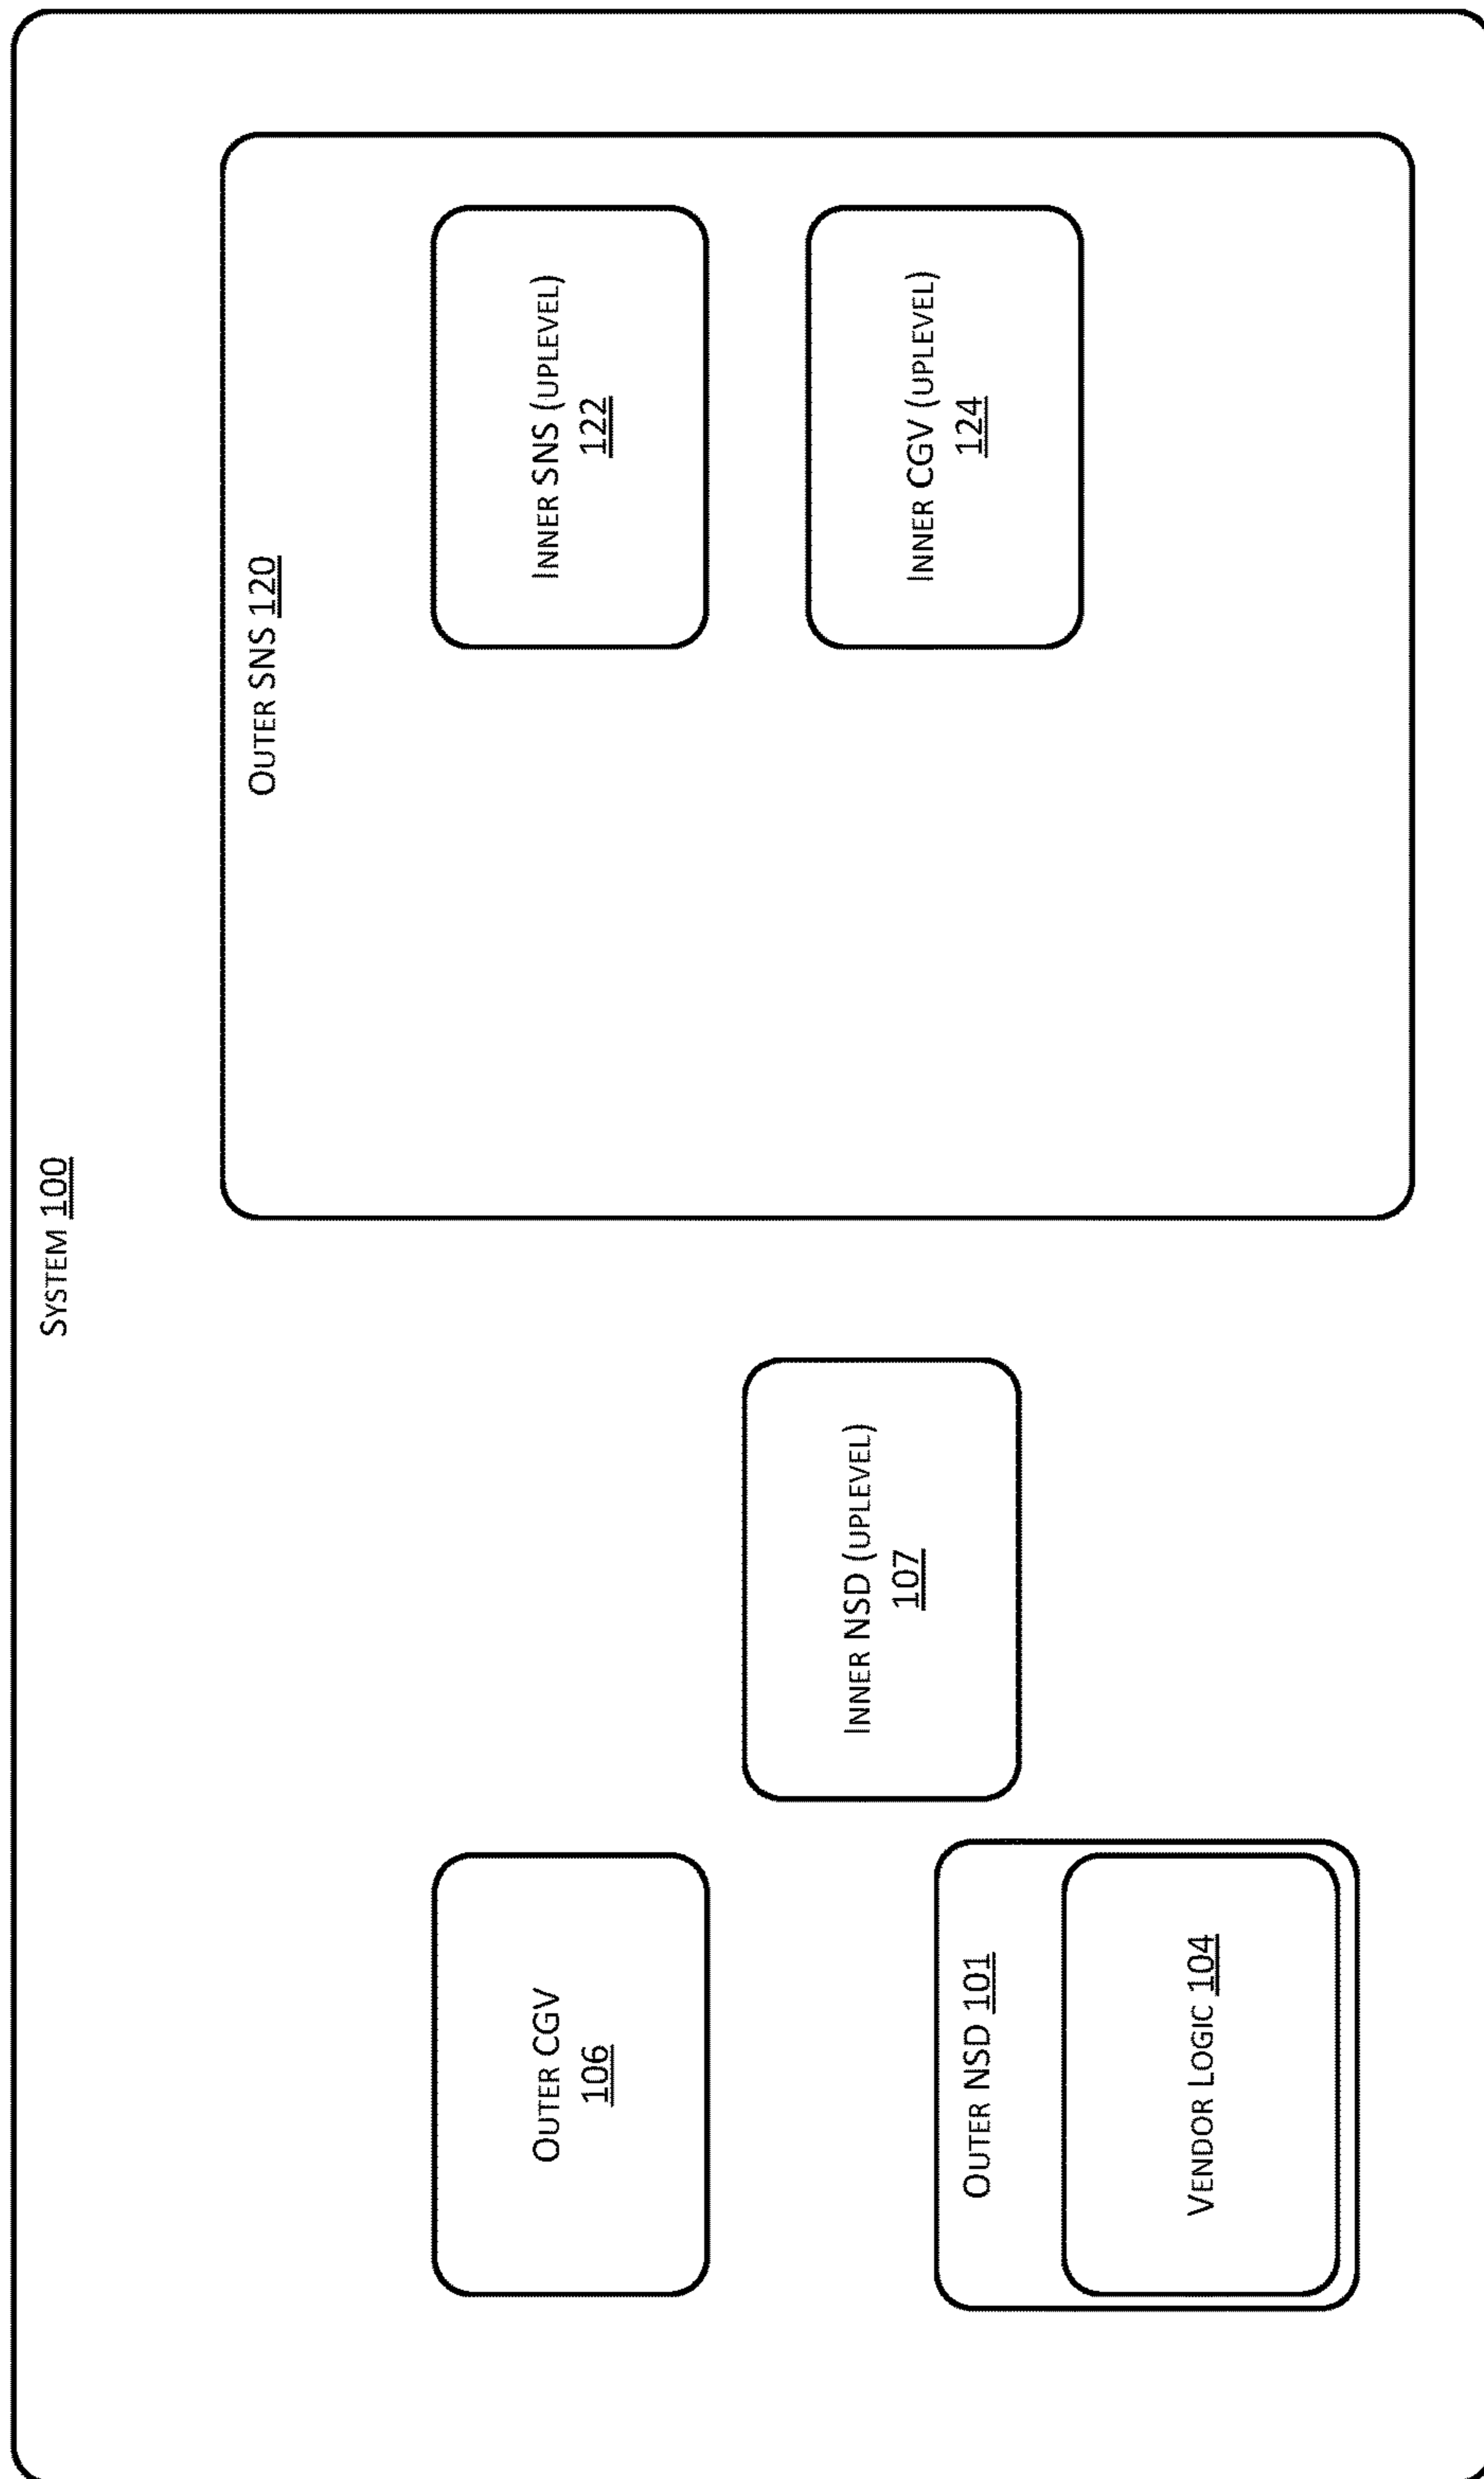 SYSTEM 100
OUTER CGV
106
OUTER NSD 101
VENDOR LOGIC 104
INNER NSD (UPLEVEL)
107
OUTER SNS 120
INNER SNS (UPLEVEL)
122
INNER CGV (UPLEVEL)
124